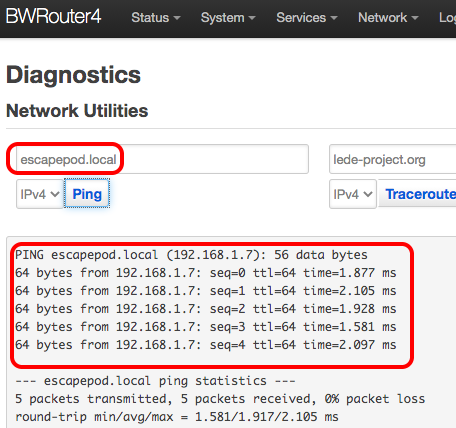 BWRouter4 Status System Services Network Log
Diagnostics
Network Utilities
escapepod.local lede-project.org
IPv4 Ping IPv4 Traceroute
PING escapepod.local (192.168.1.7): 56 data bytes
64 bytes from 192.168.1.7: seq=0 ttl=64 time=1.877 ms
64 bytes from 192.168.1.7: seq=1 ttl=64 time=2.105 ms
64 bytes from 192.168.1.7: seq=2 ttl=64 time=1.928 ms
64 bytes from 192.168.1.7: seq=3 ttl=64 time=1.581 ms
64 bytes from 192.168.1.7: seq=4 ttl=64 time=2.097 ms
--- escapepod.local ping statistics ---
5 packets transmitted, 5 packets received, 0% packet loss
round-trip min/avg/max = 1.581/1.917/2.105 ms